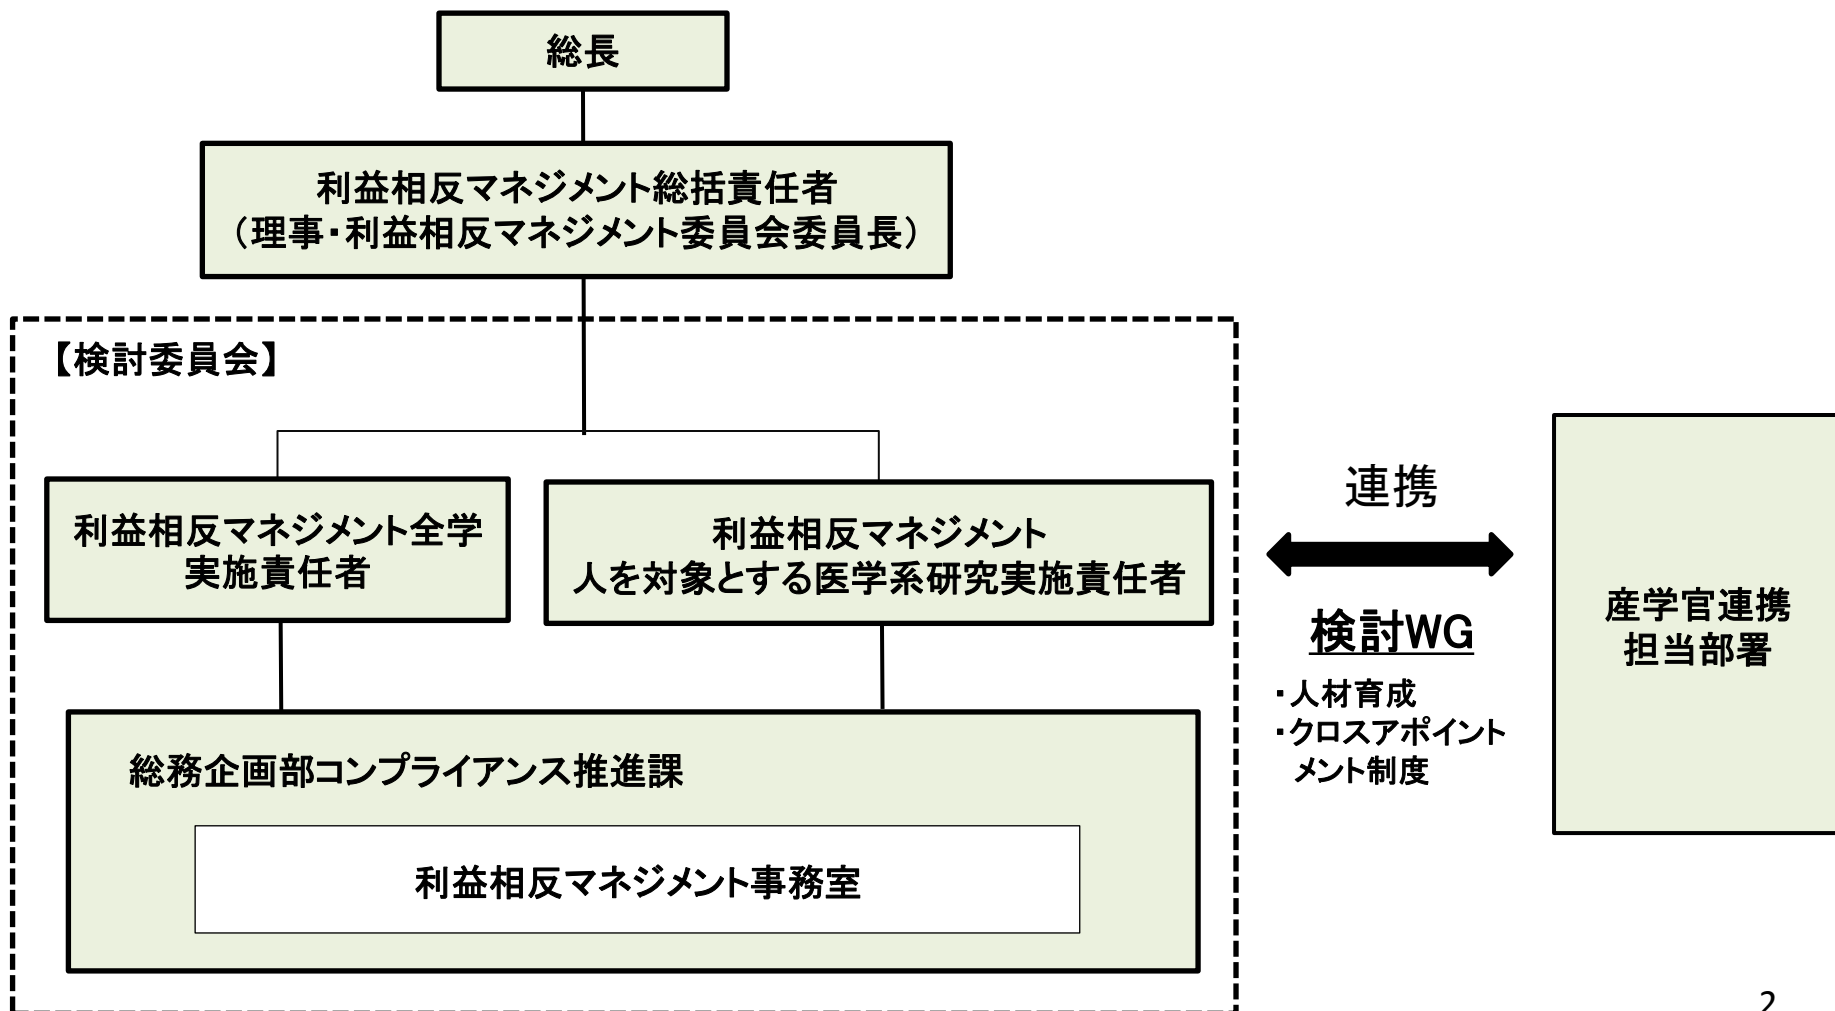 総長
利益相反マネジメント総括責任者
（理事・利益相反マネジメント委員会委員長）
【検討委員会】
利益相反マネジメント全学
実施責任者
利益相反マネジメント
人を対象とする医学系研究実施責任者
総務企画部コンプライアンス推進課
利益相反マネジメント事務室
連携
検討WG
・人材育成
・クロスアポイント
メント制度
産学官連携
担当部署
2